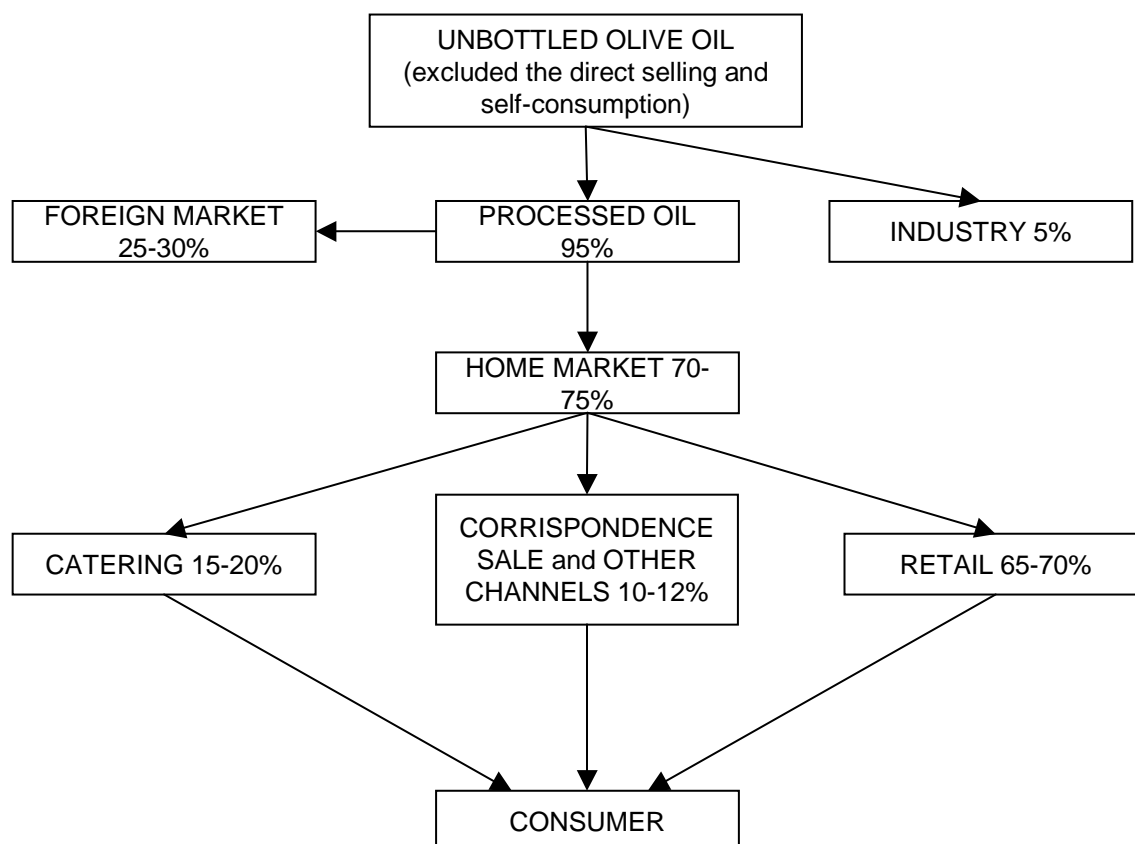 UNBOTTLED OLIVE OIL
(excluded the direct selling and
self-consumption)
FOREIGN MARKET
25-30%
PROCESSED OIL
95%
INDUSTRY 5%
HOME MARKET 70-
75%
CATERING 15-20%
CORRISPONDENCE
SALE and OTHER
CHANNELS 10-12%
RETAIL 65-70%
CONSUMER